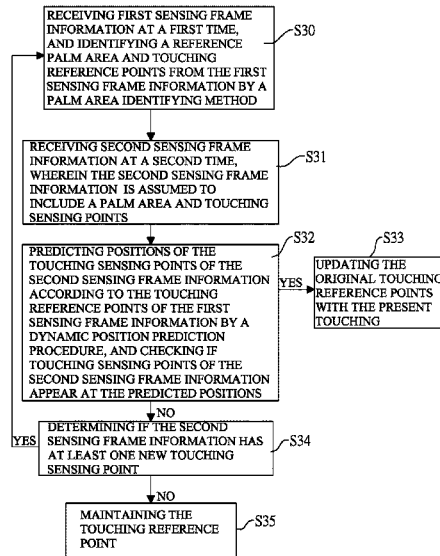 RECEIVING FIRST SENSING FRAME
INFORMATION AT A FIRST TIME,
AND IDENTIFYING A REFERENCE
PALM AREA AND TOUCHING
REFERENCE POINTS FROM THE FIRST
SENSING FRAME INFORMATION BY A
PALM AREA IDENTIFYING METHOD
S30
RECEIVING SECOND SENSING FRAME
INFORMATION AT A SECOND TIME,
WHEREIN THE SECOND SENSING FRAME
INFORMATION IS ASSUMED TO
INCLUDE A PALM AREA AND TOUCHING
SENSING POINTS
S31
PREDICTING POSITIONS OF THE
TOUCHING SENSING POINTS OF THE
SECOND SENSING FRAME INFORMATION
ACCORDING TO THE TOUCHING
REFERENCE POINTS OF THE FIRST
SENSING FRAME INFORMATION BY A
DYNAMIC POSITION PREDICTION
PROCEDURE, AND CHECKING IF
TOUCHING SENSING POINTS OF THE
SECOND SENSING FRAME INFORMATION
APPEAR AT THE PREDICTED POSITIONS
S32
YES
S33
UPDATING THE
ORIGINAL TOUCHING
REFERENCE POINTS
WITH THE PRESENT
TOUCHING
NO
DETERMINING IF THE SECOND
SENSING FRAME INFORMATION HAS
AT LEAST ONE NEW TOUCHING
SENSING POINT
S34
YES
NO
MAINTAINING THE
TOUCHING REFERENCE
POINT
S35